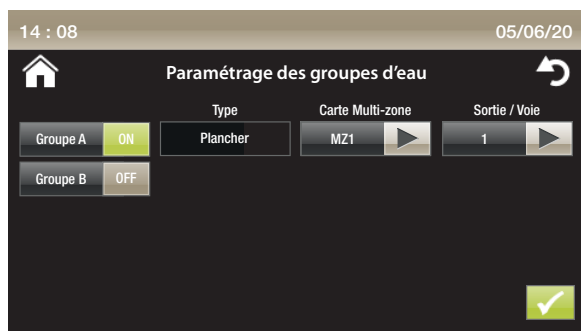 14 : 08 05/06/20
Paramétrage des groupes d'eau
Type Carte Multi-zone Sortie / Voie
Groupe A ON Plancher MZ1 1
Groupe B OFF